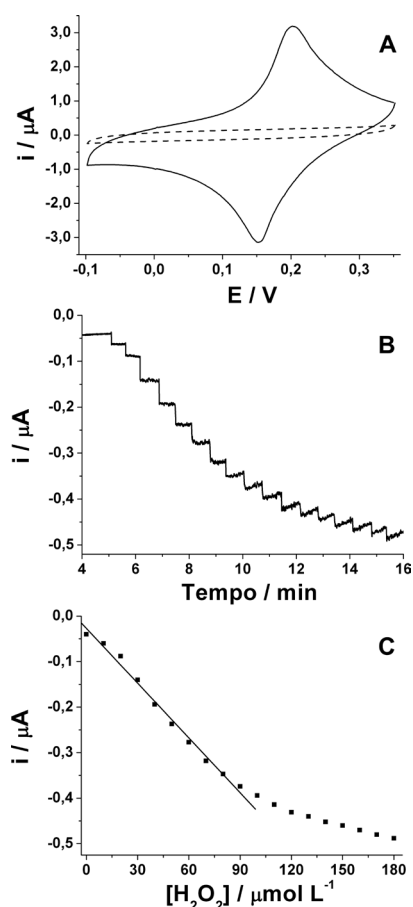 A
i / µA
3,0
2,0
1,0
0,0
-1,0
-2,0
-3,0
-0,1 0,0 0,1 0,2 0,3
E / V
B
i / µA
0,0
-0,1
-0,2
-0,3
-0,4
-0,5
4 6 8 10 12 14 16
Tempo / min
C
i / µA
0,0
-0,1
-0,2
-0,3
-0,4
-0,5
0 30 60 90 120 150 180
[H₂O₂] / µmol L⁻¹